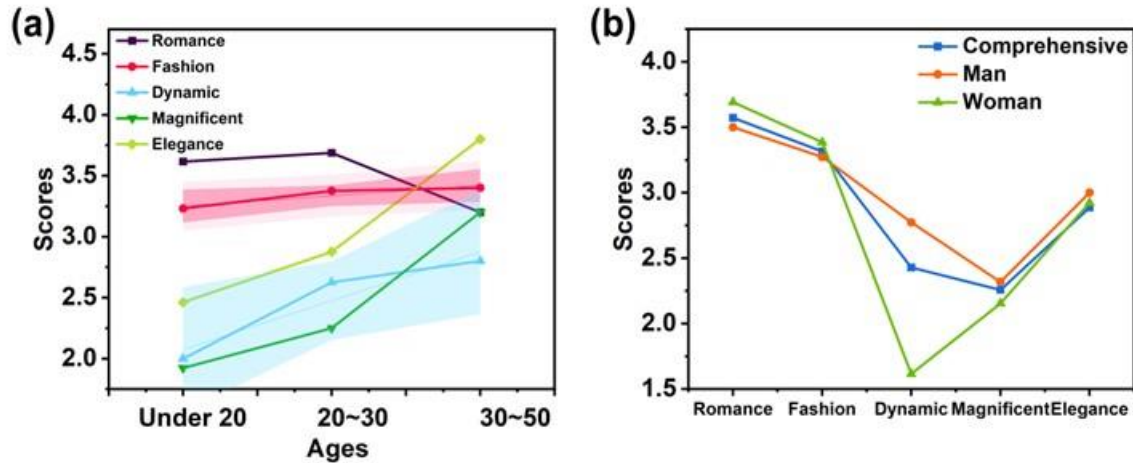 (a)
Romance
Fashion
Dynamic
Magnificent
Elegance
4.5
4.0
3.5
3.0
2.5
2.0
Scores
Under 20 20~30 30~50
Ages
(b)
Comprehensive
Man
Woman
4.0
3.5
3.0
2.5
2.0
1.5
Scores
Romance Fashion Dynamic Magnificent Elegance